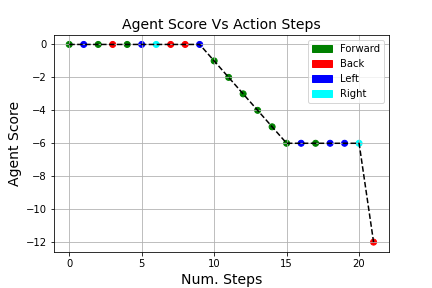 Agent Score Vs Action Steps
Agent Score
0
−2
−4
−6
−8
−10
−12
Forward
Back
Left
Right
0 5 10 15 20
Num. Steps